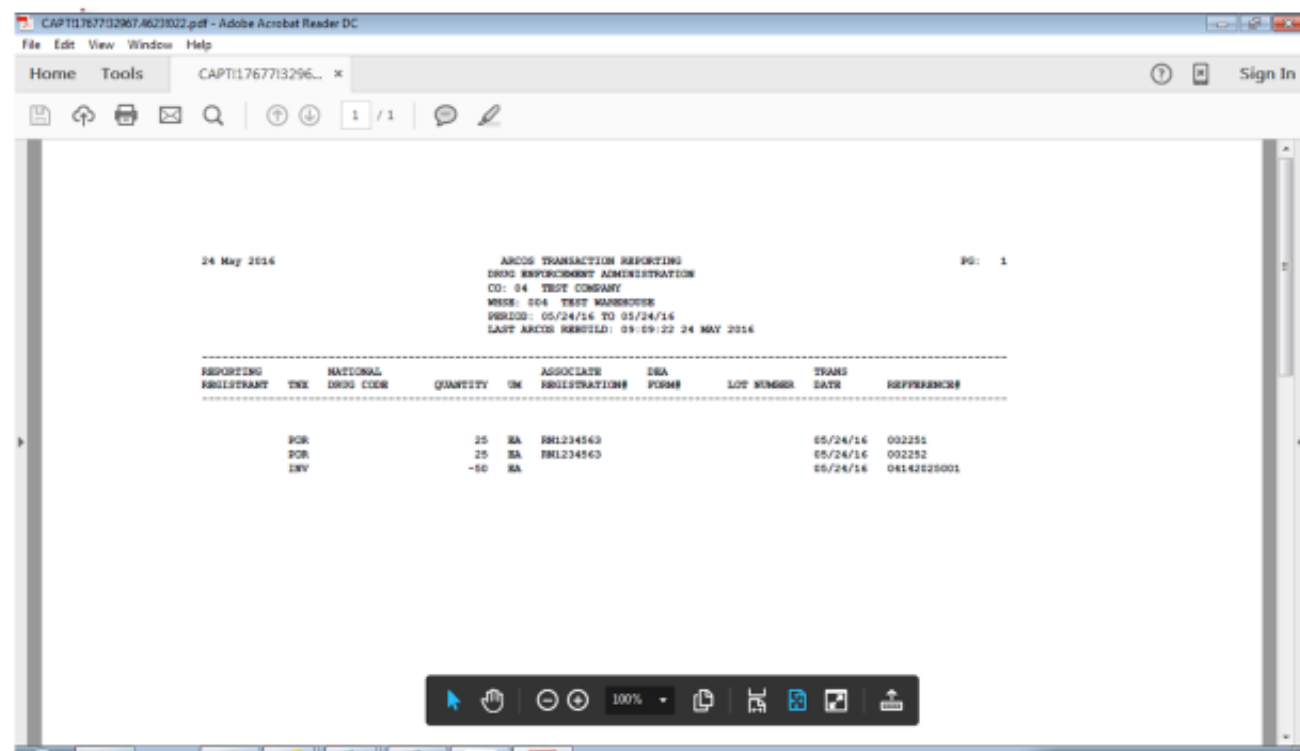 CAPTI17677I32967.4623I022.pdf - Adobe Acrobat Reader DC
File Edit View Window Help
Home Tools CAPTI17677I3296... × Sign In
1 / 1
24 May 2016 ARCOS TRANSACTION REPORTING PG: 1
DRUG ENFORCEMENT ADMINISTRATION
CO: 04 TEST COMPANY
WHSE: 004 TEST WAREHOUSE
PERIOD: 05/24/16 TO 05/24/16
LAST ARCOS REBUILD: 09:09:22 24 MAY 2016
REPORTING NATIONAL ASSOCIATE DEA TRANS
REGISTRANT TNX DRUG CODE QUANTITY UM REGISTRATION# FORM# LOT NUMBER DATE REFFERENCE#
POR 25 EA RN1234563 05/24/16 002251
POR 25 EA RN1234563 05/24/16 002252
INV -50 EA 05/24/16 04142025001
100%